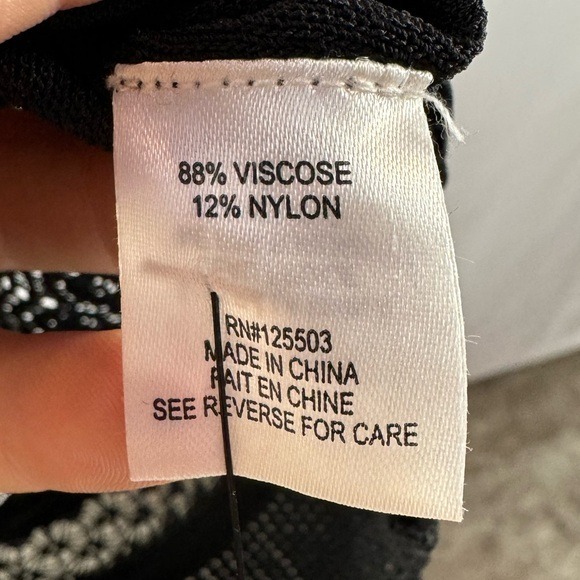 88% VISCOSE
12% NYLON
RN#125503
MADE IN CHINA
FAIT EN CHINE
SEE REVERSE FOR CARE